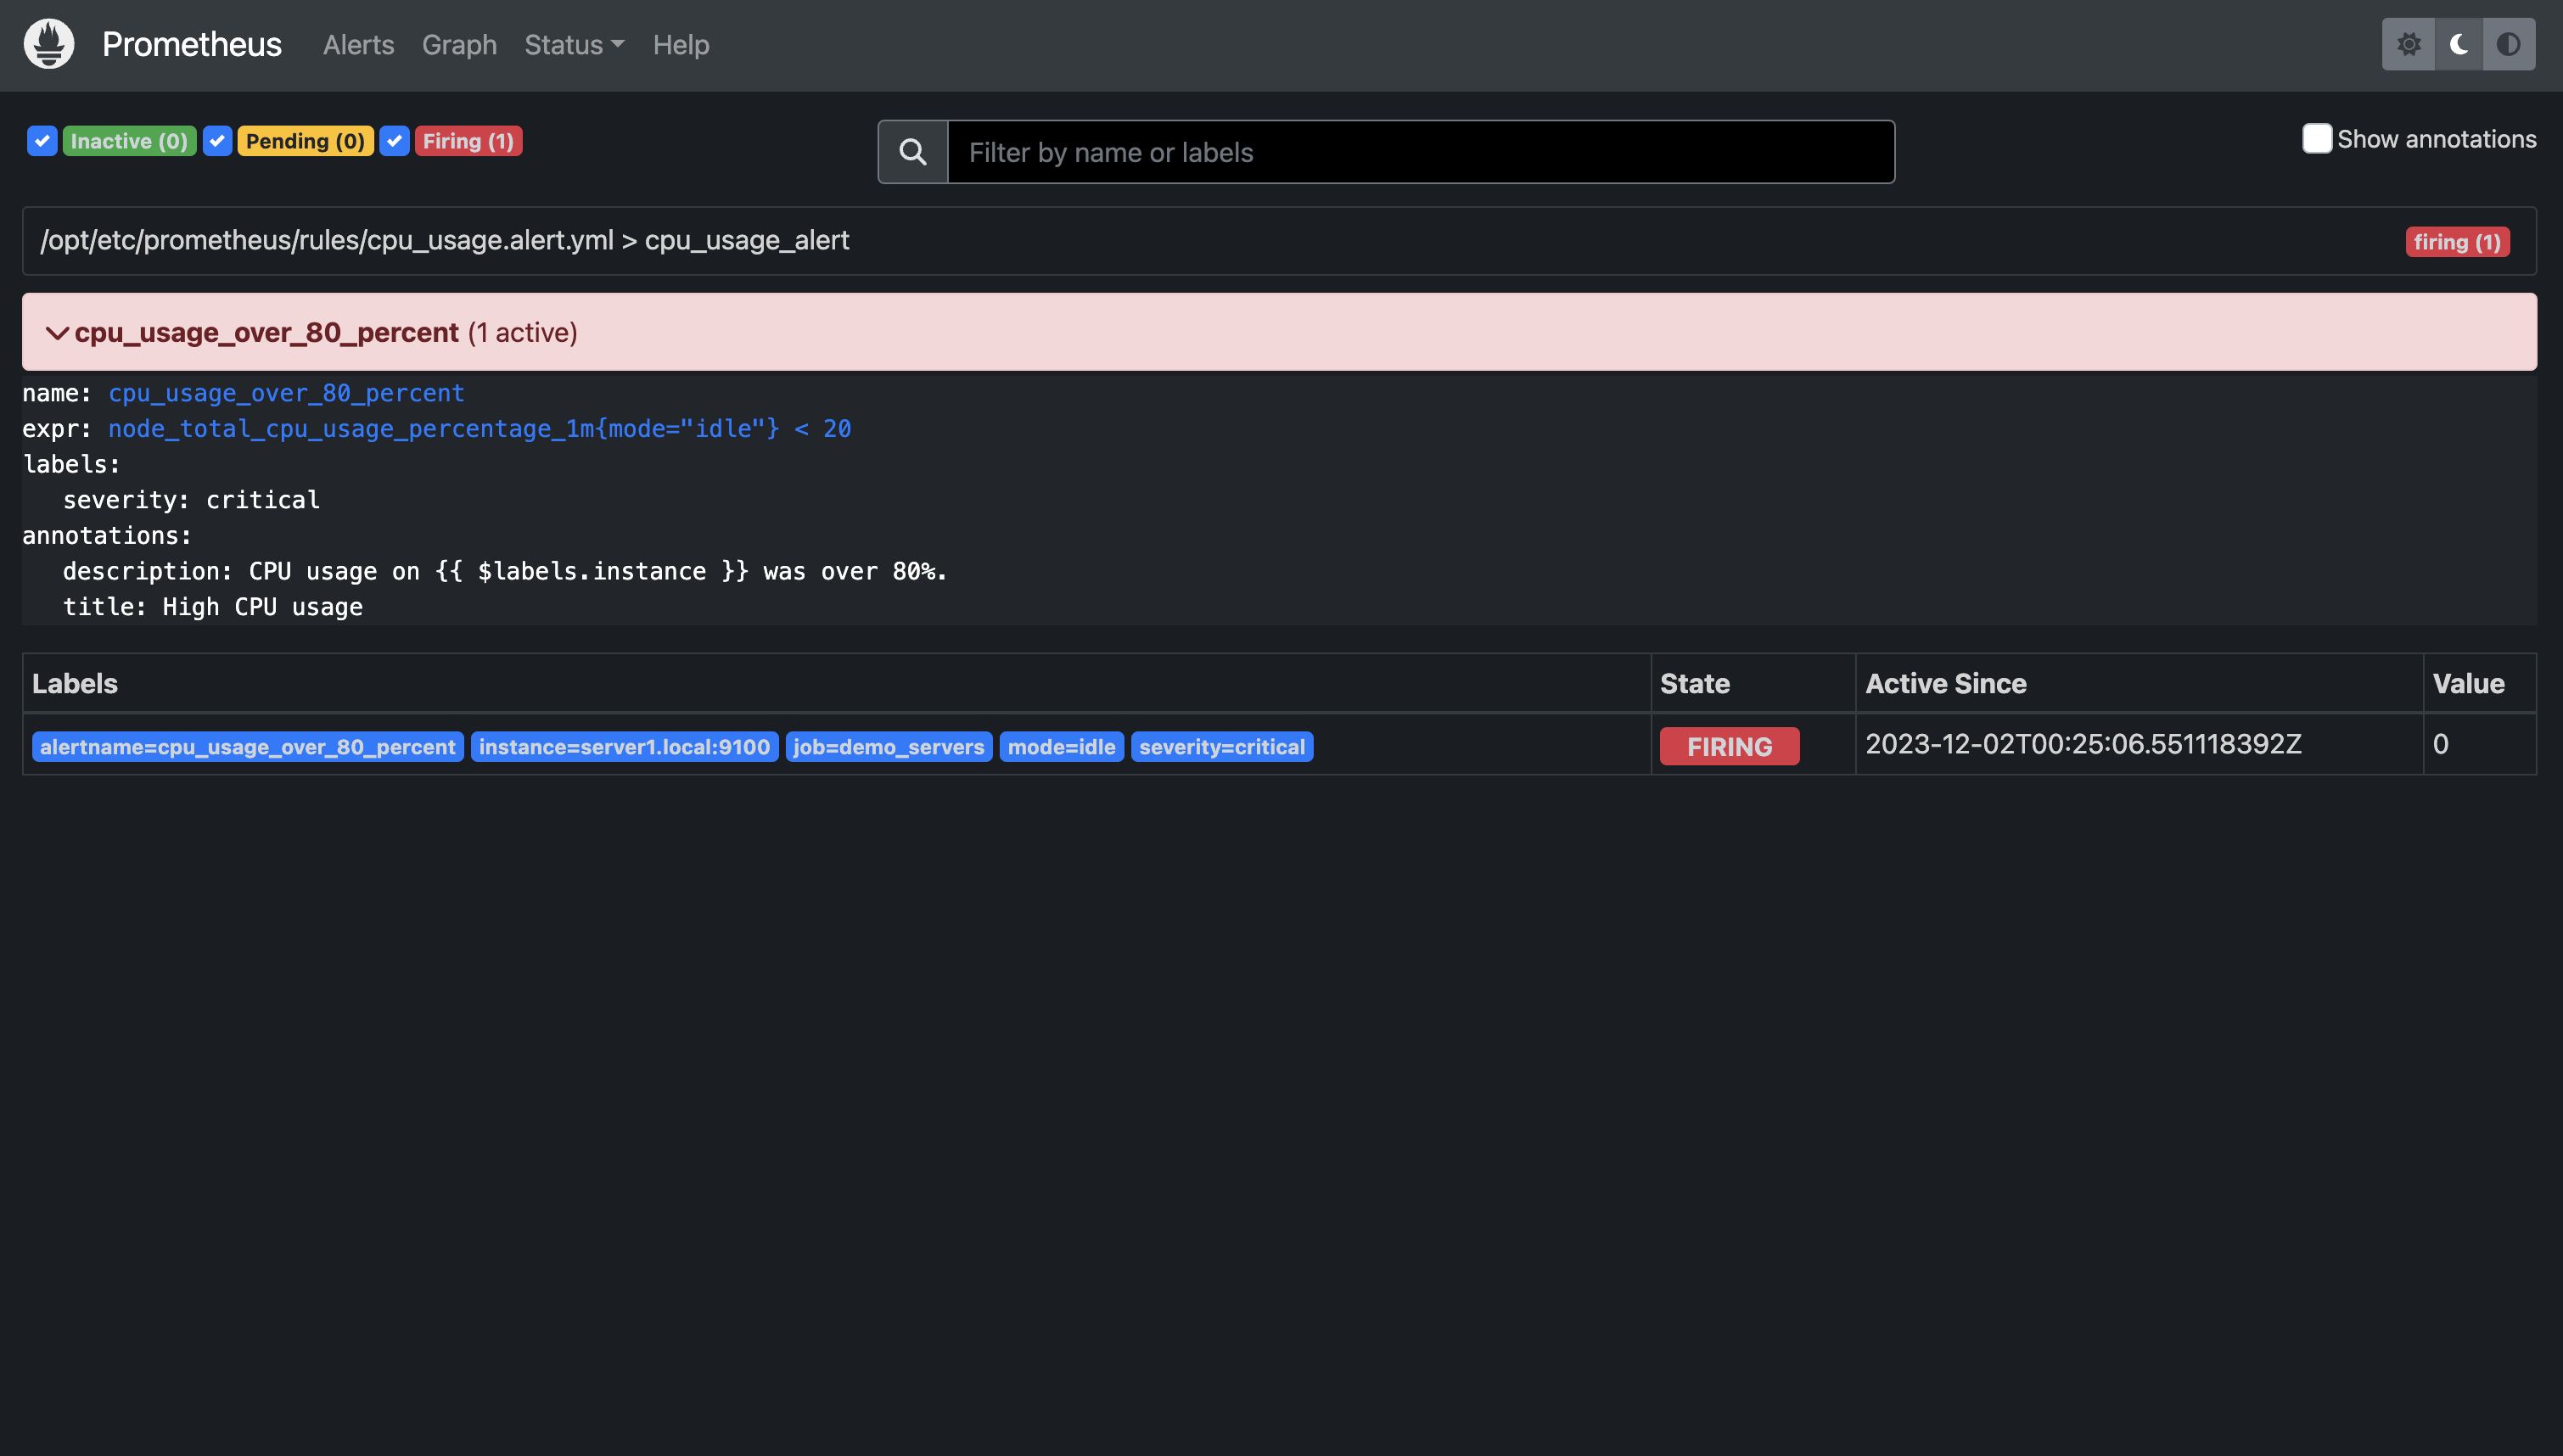 Prometheus Alerts Graph Status Help
Inactive (0) Pending (0) Firing (1) Filter by name or labels Show annotations
/opt/etc/prometheus/rules/cpu_usage.alert.yml > cpu_usage_alert firing (1)
cpu_usage_over_80_percent (1 active)
name: cpu_usage_over_80_percent
expr: node_total_cpu_usage_percentage_1m{mode="idle"} < 20
labels:
severity: critical
annotations:
description: CPU usage on {{ $labels.instance }} was over 80%.
title: High CPU usage
Labels State Active Since Value
alertname=cpu_usage_over_80_percent instance=server1.local:9100 job=demo_servers mode=idle severity=critical FIRING 2023-12-02T00:25:06.551118392Z 0